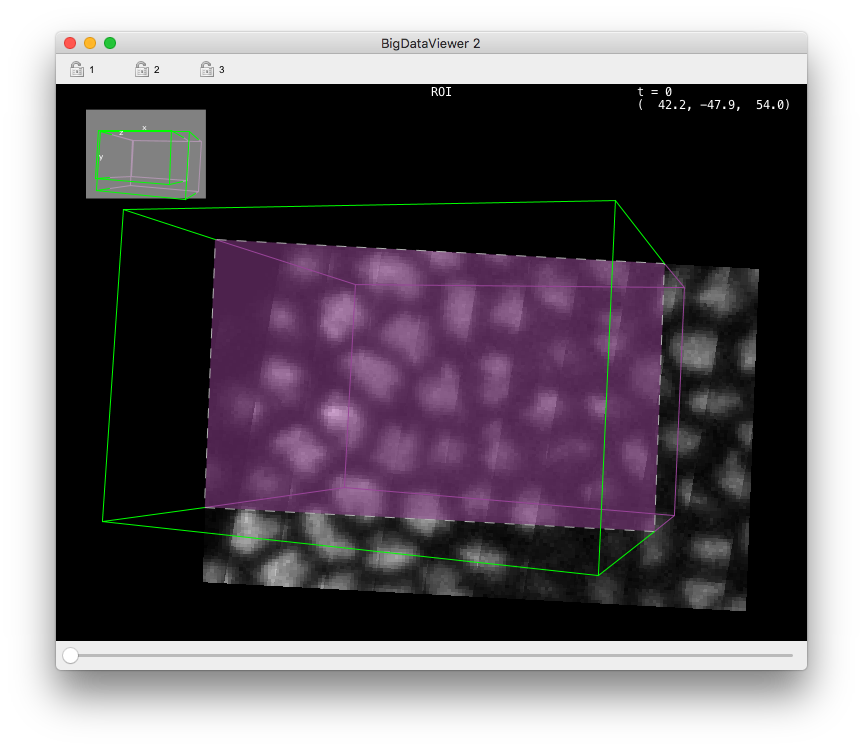 BigDataViewer 2
1 2 3
ROI
t = 0
( 42.2, -47.9, 54.0)
x
z
y